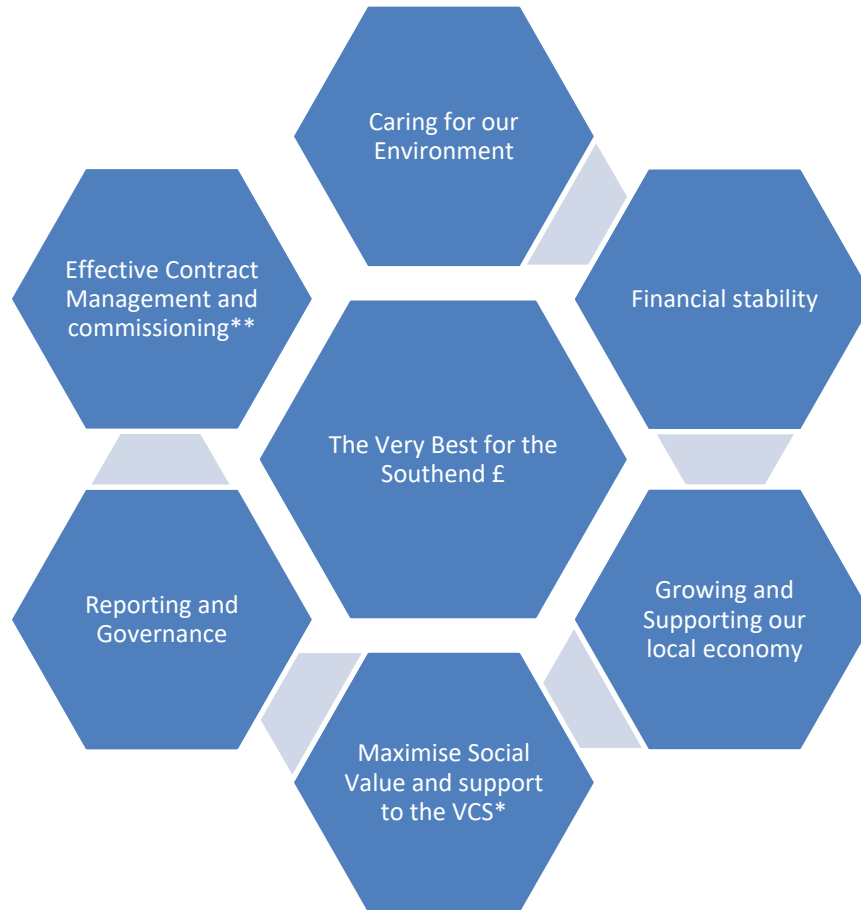 Caring for our
Environment
Effective Contract
Management and
commissioning**
Financial stability
The Very Best for the
Southend £
Reporting and
Governance
Growing and
Supporting our
local economy
Maximise Social
Value and support
to the VCS*